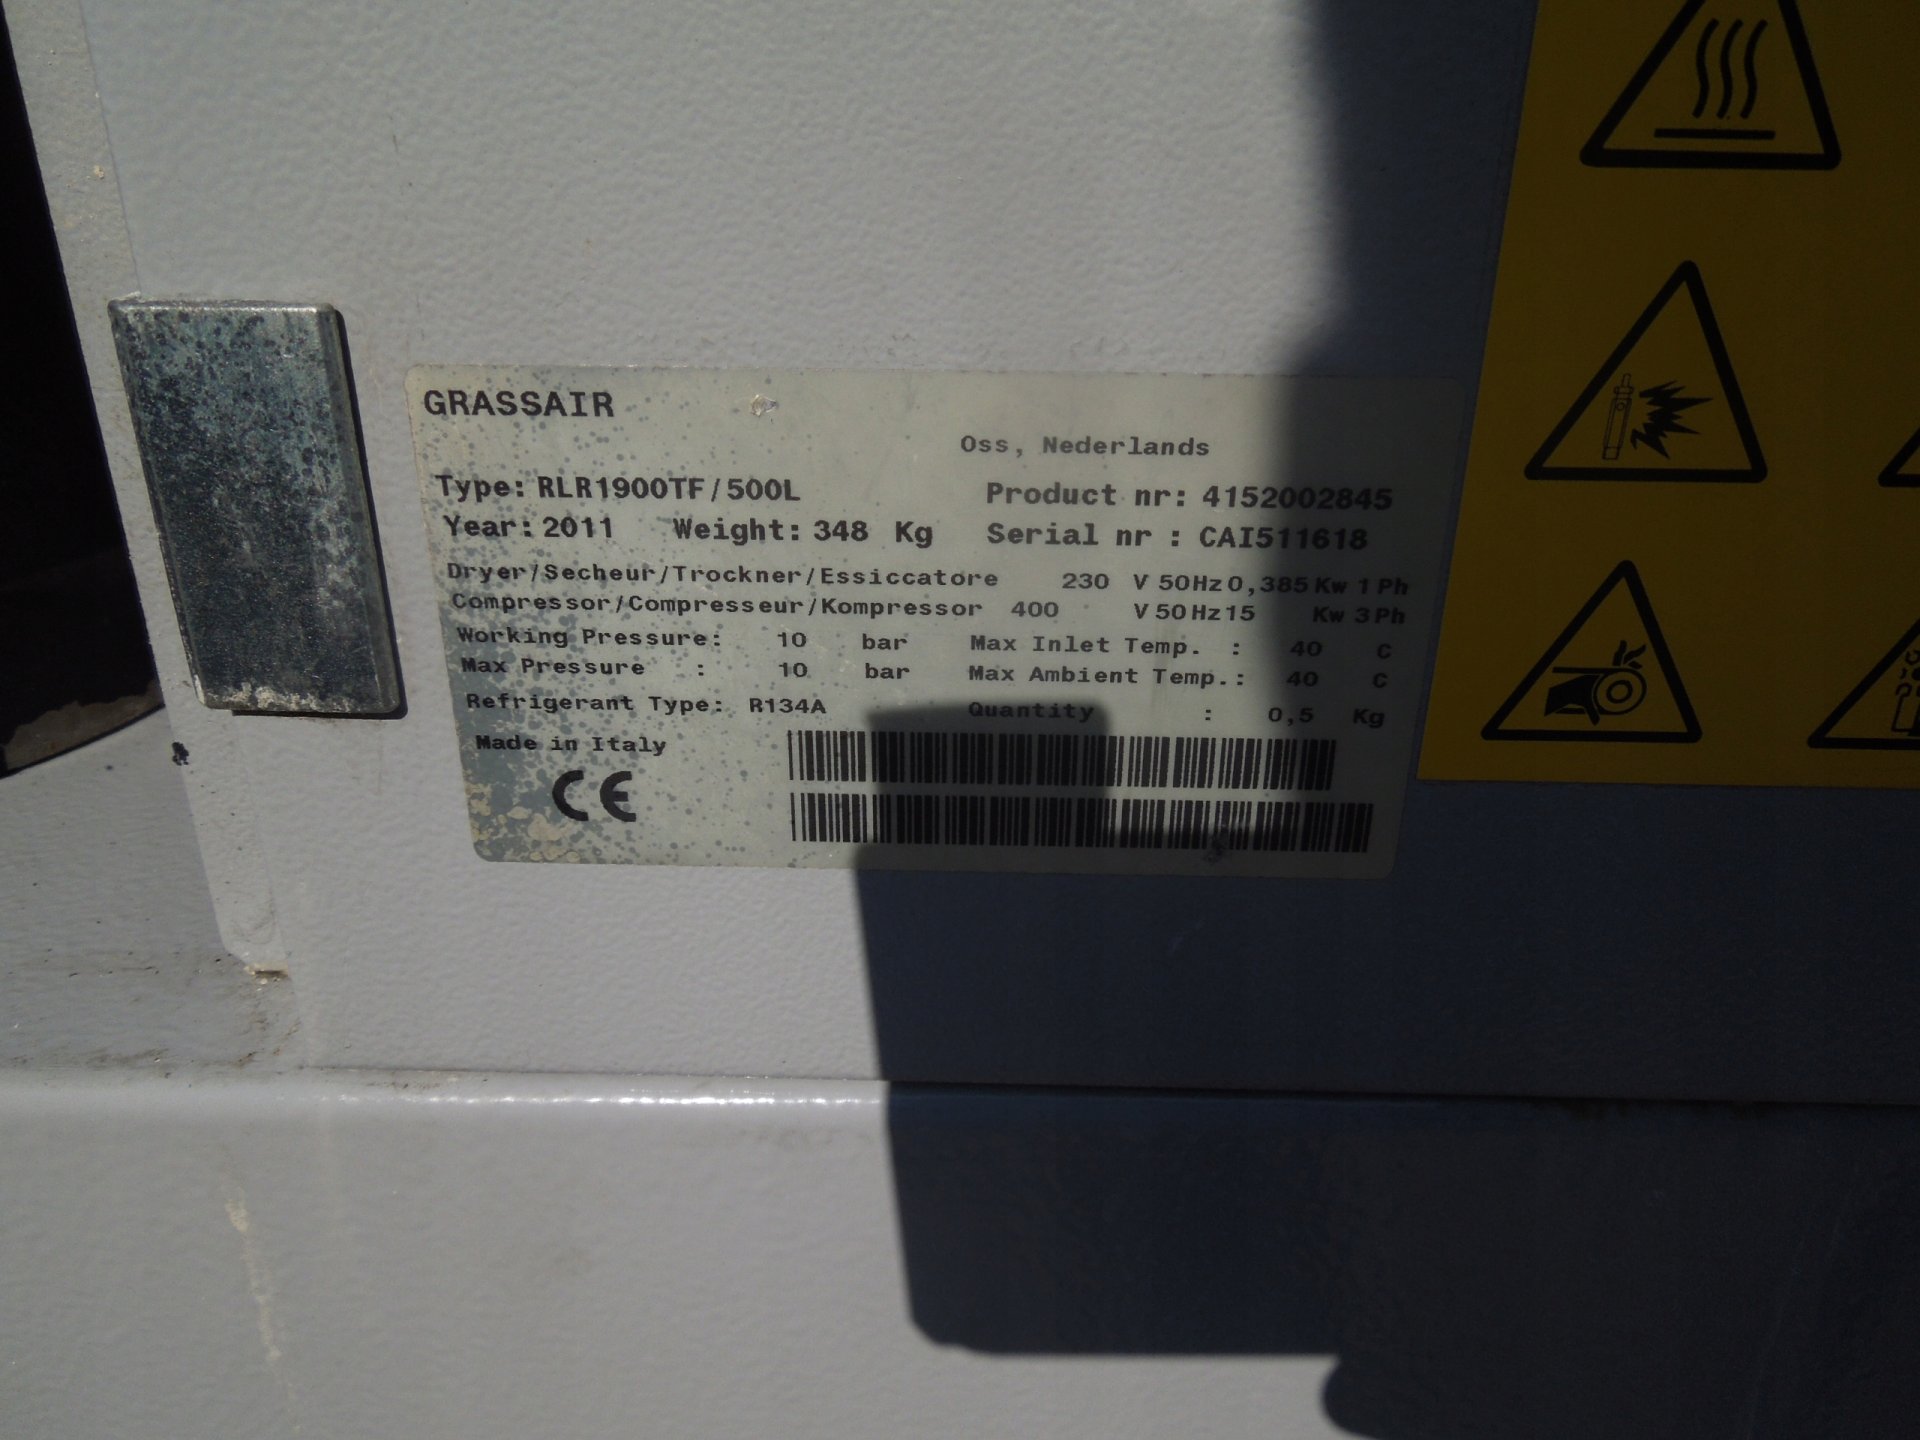 GRASSAIR
Oss, Nederlands
Type: RLR1900TF/500L Product nr: 4152002845
Year: 2011 Weight: 348 Kg Serial nr : CAI511618
Dryer/Secheur/Trockner/Essiccatore 230 V 50Hz 0,385 Kw 1 Ph
Compressor/Compresseur/Kompressor 400 V 50Hz 15 Kw 3 Ph
Working Pressure: 10 bar Max Inlet Temp. : 40 C
Max Pressure : 10 bar Max Ambient Temp.: 40 C
Refrigerant Type: R134A Quantity : 0,5 Kg
Made in Italy
CE